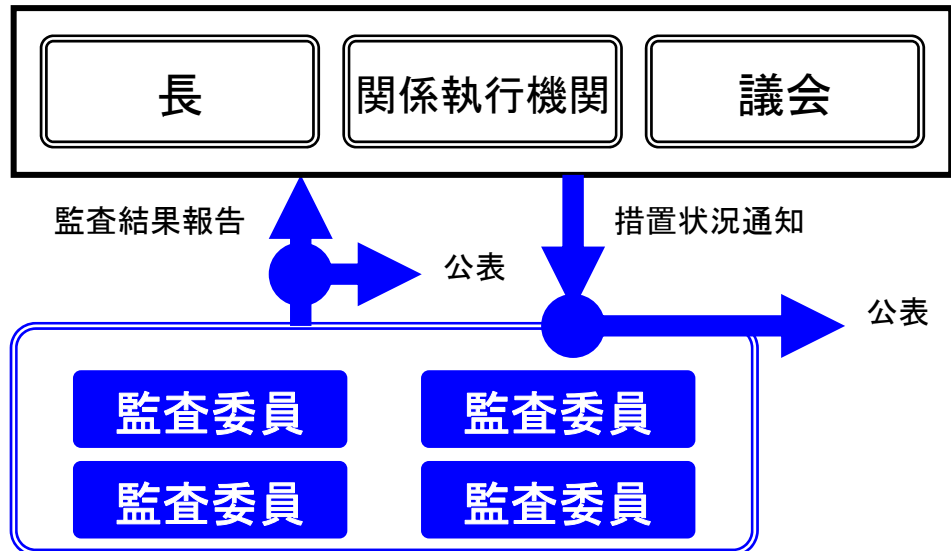 長
関係執行機関
議会
監査結果報告
措置状況通知
公表
公表
監査委員
監査委員
監査委員
監査委員